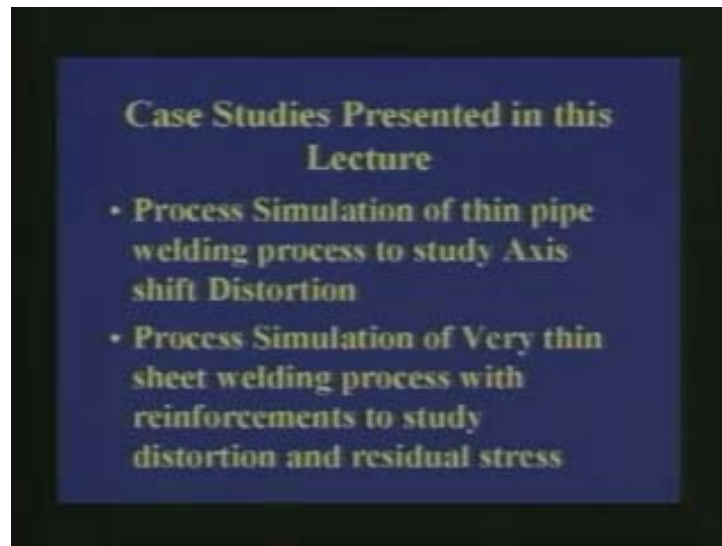 Case Studies Presented in this
Lecture
• Process Simulation of thin pipe
welding process to study Axis
shift Distortion
• Process Simulation of Very thin
sheet welding process with
reinforcements to study
distortion and residual stress